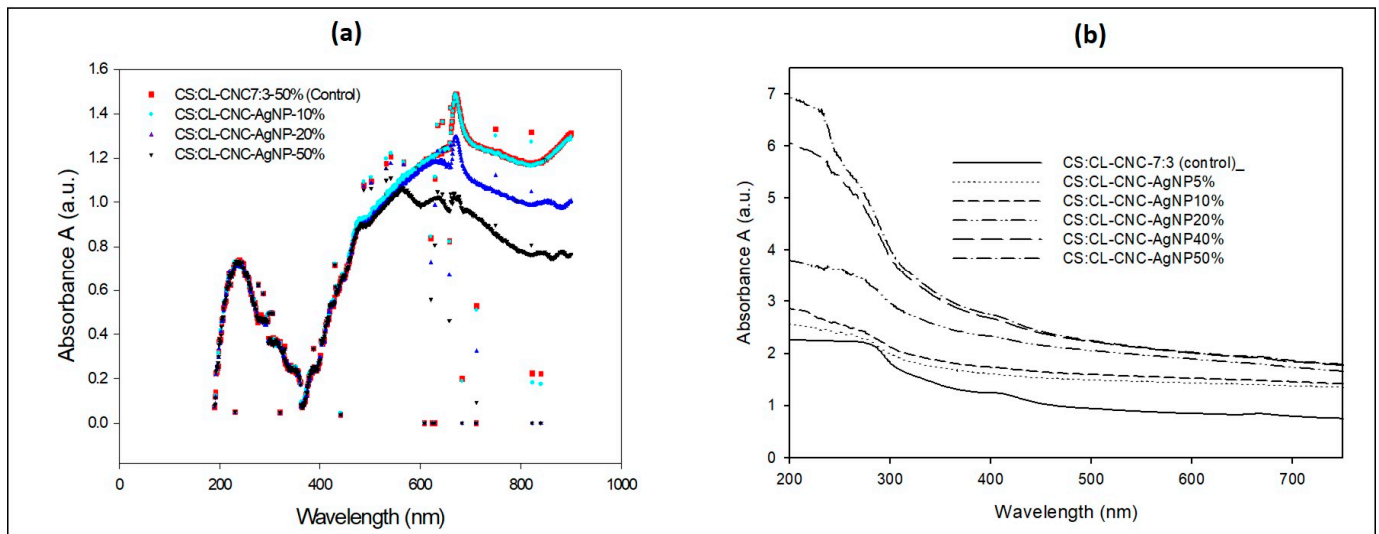 (a)
Absorbance A (a.u.)
1.6
1.4
1.2
1.0
0.8
0.6
0.4
0.2
0.0
CS:CL-CNC7:3-50% (Control)
CS:CL-CNC-AgNP-10%
CS:CL-CNC-AgNP-20%
CS:CL-CNC-AgNP-50%
0 200 400 600 800 1000
Wavelength (nm)
(b)
Absorbance A (a.u.)
7
6
5
4
3
2
1
0
CS:CL-CNC-7:3 (control)_
CS:CL-CNC-AgNP5%
CS:CL-CNC-AgNP10%
CS:CL-CNC-AgNP20%
CS:CL-CNC-AgNP40%
CS:CL-CNC-AgNP50%
200 300 400 500 600 700
Wavelength (nm)